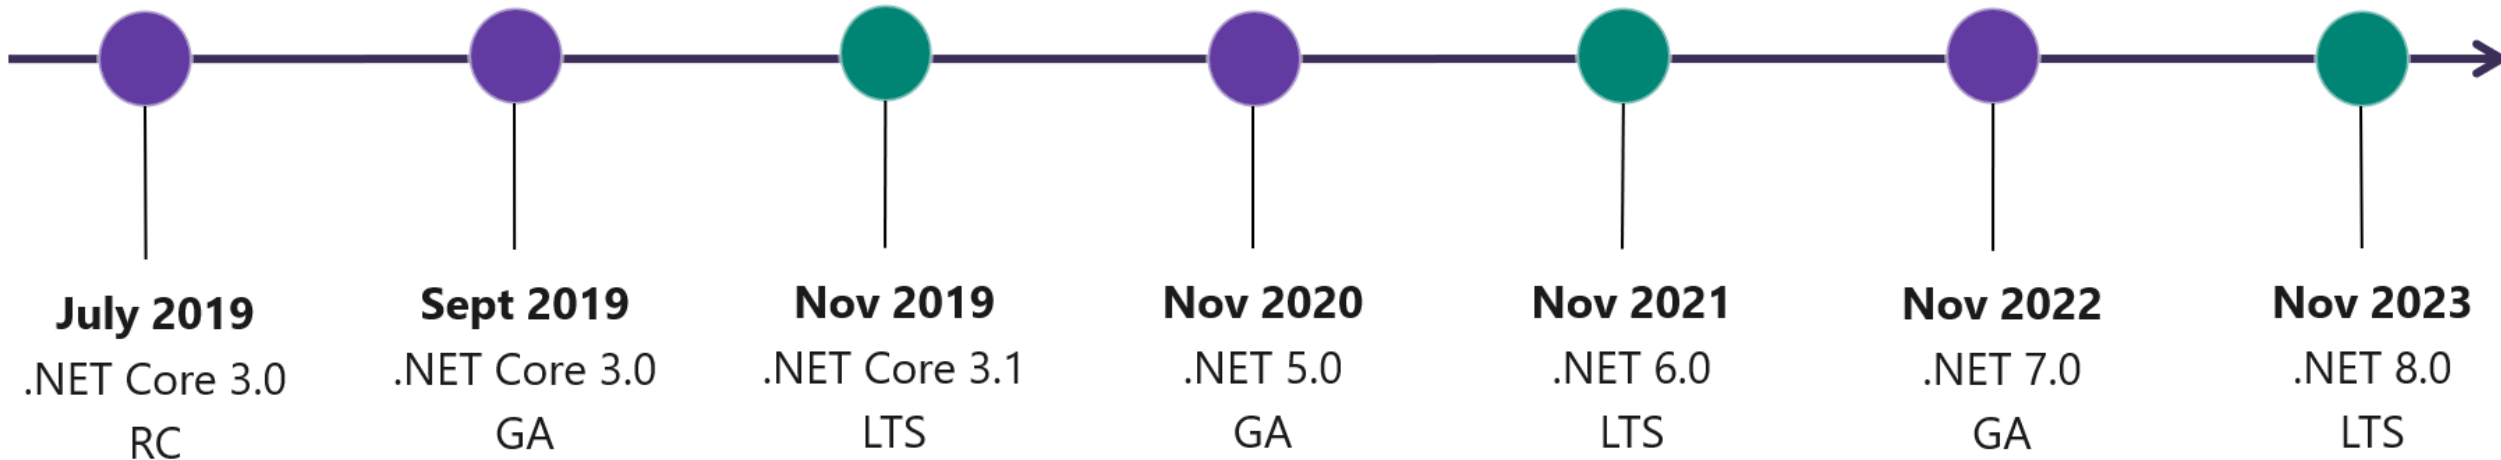 July 2019
.NET Core 3.0
RC
Sept 2019
.NET Core 3.0
GA
Nov 2019
.NET Core 3.1
LTS
Nov 2020
.NET 5.0
GA
Nov 2021
.NET 6.0
LTS
Nov 2022
.NET 7.0
GA
Nov 2023
.NET 8.0
LTS